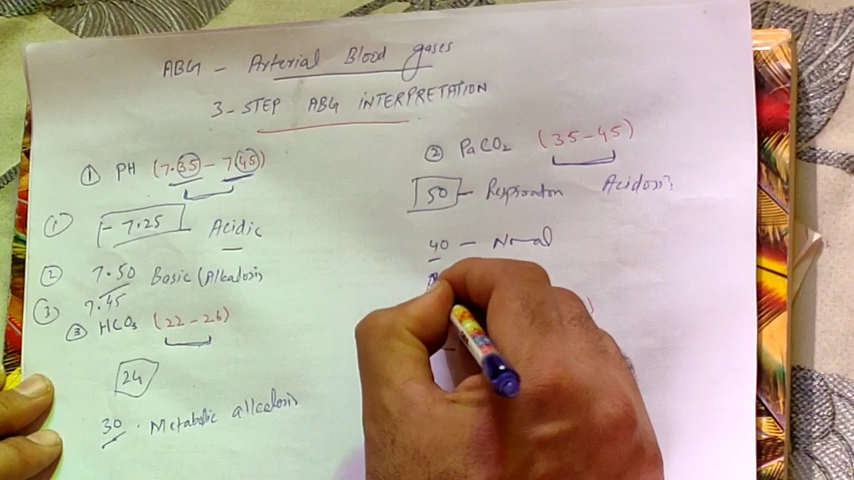 ABG - Arterial Blood gases
3-STEP ABG INTERPRETATION
① PH (7.35 - 7.45)
① - 7.25 Acidic
② 7.50 Basic (Alkalosis
③ 7.45
③ HCO₃ (22 - 26)
24
30 . Metabolic alkalosis
② PaCO₂ (35-45)
50 - Acidosis
40 -